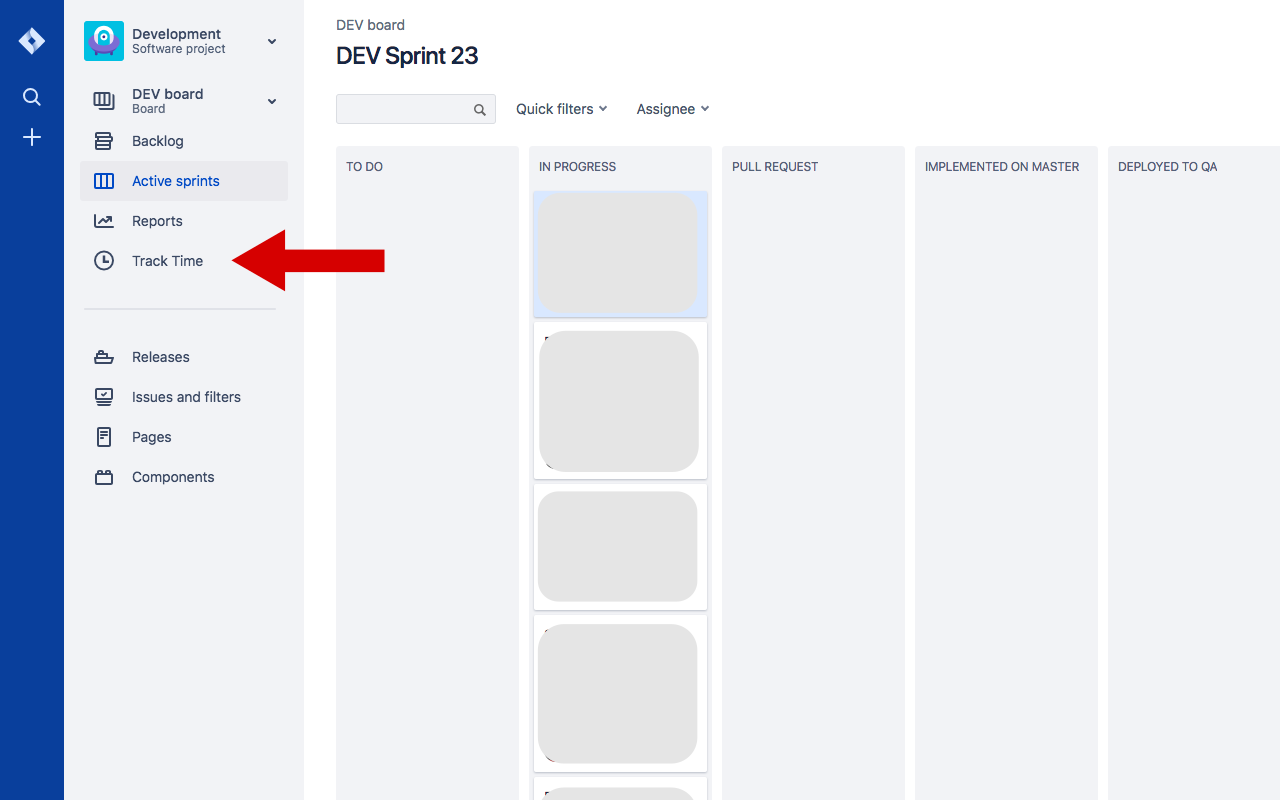 Development
Software project
DEV board
Board
Backlog
Active sprints
Reports
Track Time
Releases
Issues and filters
Pages
Components
DEV board
DEV Sprint 23
Quick filters
Assignee
TO DO
IN PROGRESS
PULL REQUEST
IMPLEMENTED ON MASTER
DEPLOYED TO QA